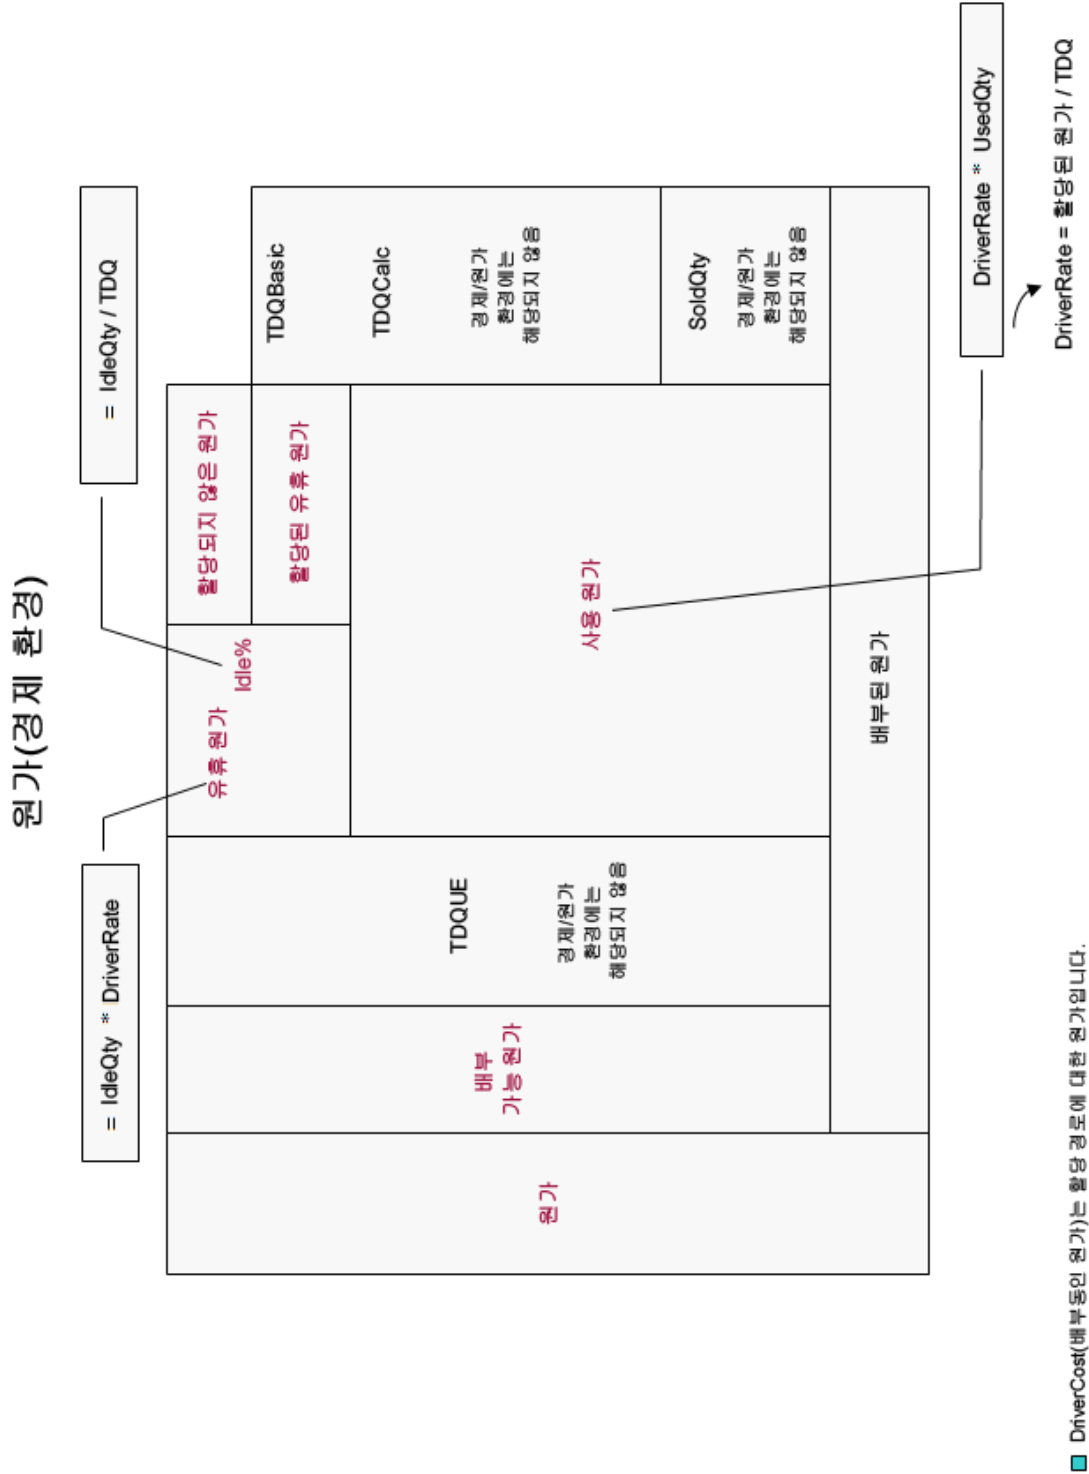 원가(경제 환경)
= IdleQty * DriverRate
= IdleQty / TDQ
원가
배부
가능 원가
TDQUE
경제/원가
환경에는
해당되지 않음
유휴 원가
Idle%
할당되지 않은 원가
할당된 유휴 원가
사용 원가
TDQBasic
TDQCalc
경제/원가
환경에는
해당되지 않음
SoldQty
경제/원가
환경에는
해당되지 않음
배부된 원가
DriverRate * UsedQty
DriverRate = 할당된 원가 / TDQ
DriverCost(배부동인 원가)는 할당 경로에 대한 원가입니다.